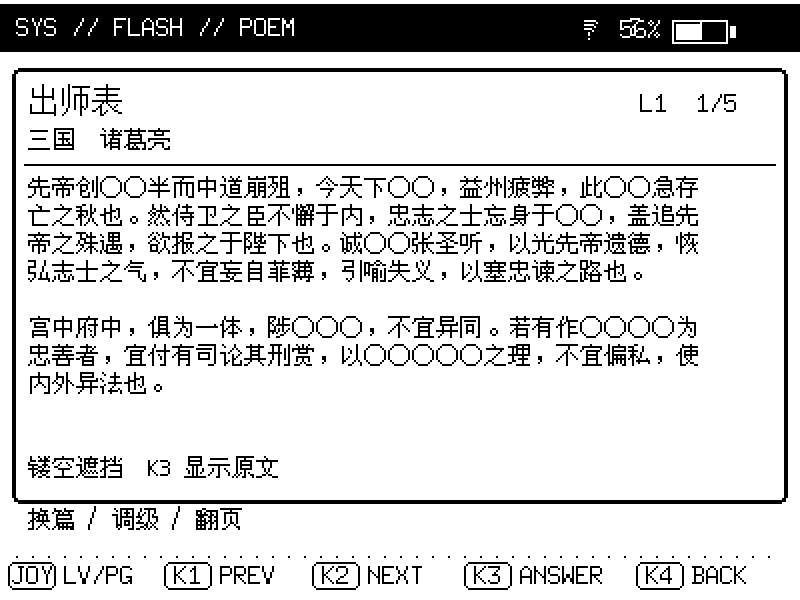 SYS // FLASH // POEM 56%
出师表 L1 1/5
三国 诸葛亮
先帝创〇〇半而中道崩殂，今天下〇〇，益州疲弊，此〇〇急存
亡之秋也。然侍卫之臣不懈于内，忠志之士忘身于〇〇，盖追先
帝之殊遇，欲报之于陛下也。诚〇〇张圣听，以光先帝遗德，恢
弘志士之气，不宜妄自菲薄，引喻失义，以塞忠谏之路也。
宫中府中，俱为一体，陟〇〇〇，不宜异同。若有作〇〇〇〇为
忠善者，宜付有司论其刑赏，以〇〇〇〇〇之理，不宜偏私，使
内外异法也。
镂空遮挡 K3 显示原文
换篇 / 调级 / 翻页
JOY LV/PG K1 PREV K2 NEXT K3 ANSWER K4 BACK